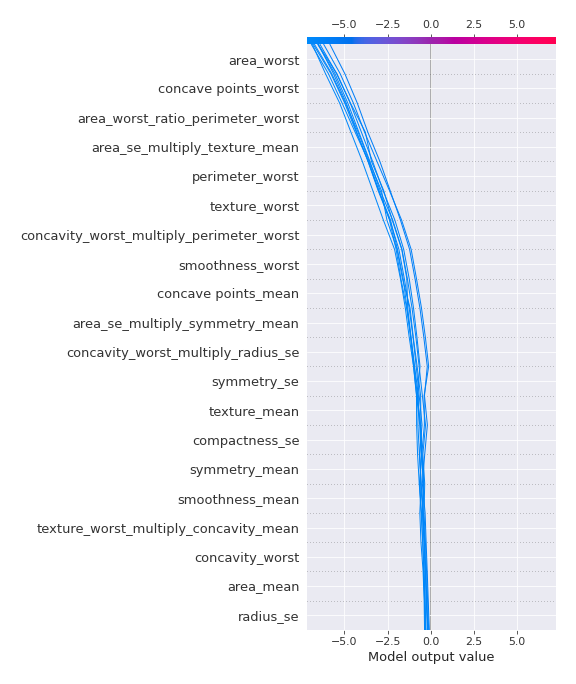 −5.0 −2.5 0.0 2.5 5.0
area_worst
concave points_worst
area_worst_ratio_perimeter_worst
area_se_multiply_texture_mean
perimeter_worst
texture_worst
concavity_worst_multiply_perimeter_worst
smoothness_worst
concave points_mean
area_se_multiply_symmetry_mean
concavity_worst_multiply_radius_se
symmetry_se
texture_mean
compactness_se
symmetry_mean
smoothness_mean
texture_worst_multiply_concavity_mean
concavity_worst
area_mean
radius_se
−5.0 −2.5 0.0 2.5 5.0
Model output value